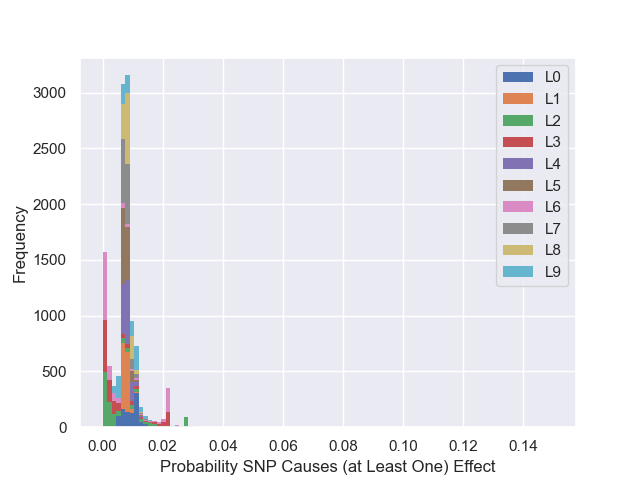 3000
2500
2000
1500
1000
500
0
Frequency
0.00 0.02 0.04 0.06 0.08 0.10 0.12 0.14
Probability SNP Causes (at Least One) Effect
L0
L1
L2
L3
L4
L5
L6
L7
L8
L9